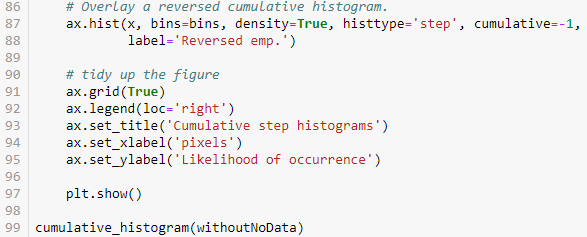 86 # Overlay a reversed cumulative histogram.
87 ax.hist(x, bins=bins, density=True, histtype='step', cumulative=-1,
88 label='Reversed emp.')
89
90 # tidy up the figure
91 ax.grid(True)
92 ax.legend(loc='right')
93 ax.set_title('Cumulative step histograms')
94 ax.set_xlabel('pixels')
95 ax.set_ylabel('Likelihood of occurrence')
96
97 plt.show()
98
99 cumulative_histogram(withoutNoData)